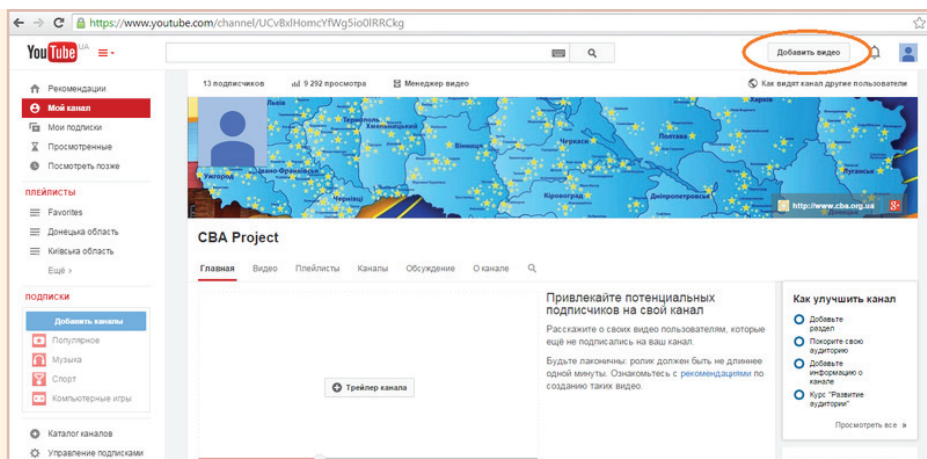 https://www.youtube.com/channel/UCvBxlHomcYfWg5io0lRRCkg
YouTube UA
Добавить видео
Рекомендации
Мой канал
Мои подписки
Просмотренные
Посмотреть позже
ПЛЕЙЛИСТЫ
Favorites
Донецька область
Київська область
Ещё ›
ПОДПИСКИ
Добавить каналы
Популярное
Музыка
Спорт
Компьютерные игры
Каталог каналов
Управление подписками
13 подписчиков 9 292 просмотра Менеджер видео
Как видят канал другие пользователи
Львів
Тернополь
Хмельницький
Вінниця
Черкаси
Полтава
Харків
Луганськ
Ужгород
Івано-Франківськ
Чернівці
Кіровоград
Дніпропетровськ
Донецьк
http://www.cba.org.ua
CBA Project
Главная Видео Плейлисты Каналы Обсуждение О канале
Трейлер канала
Привлекайте потенциальных
подписчиков на свой канал
Расскажите о своих видео пользователям, которые
ещё не подписались на ваш канал.
Будьте лаконичны: ролик должен быть не длиннее
одной минуты. Ознакомьтесь с рекомендациями по
созданию таких видео.
Как улучшить канал
Добавьте
раздел
Покорите свою
аудиторию
Добавьте
информацию о
канале
Курс "Развитие
аудитории"
Просмотреть все »